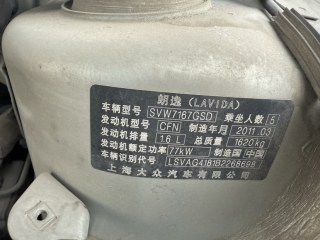 朗逸 (LAVIDA)
车辆型号 SVW7167GSD 乘坐人数 5
发动机型号 CFN 制造年月 2011.03
发动机排量 1.6 L 总质量 1620kg
发动机额定功率 77kW 制造国 中国
车辆识别代号 LSVAG4181B2268698
上海大众汽车有限公司